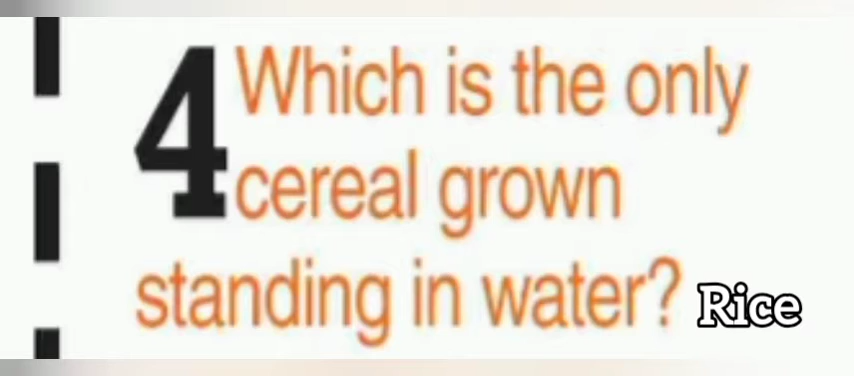 4 Which is the only
cereal grown
standing in water? Rice